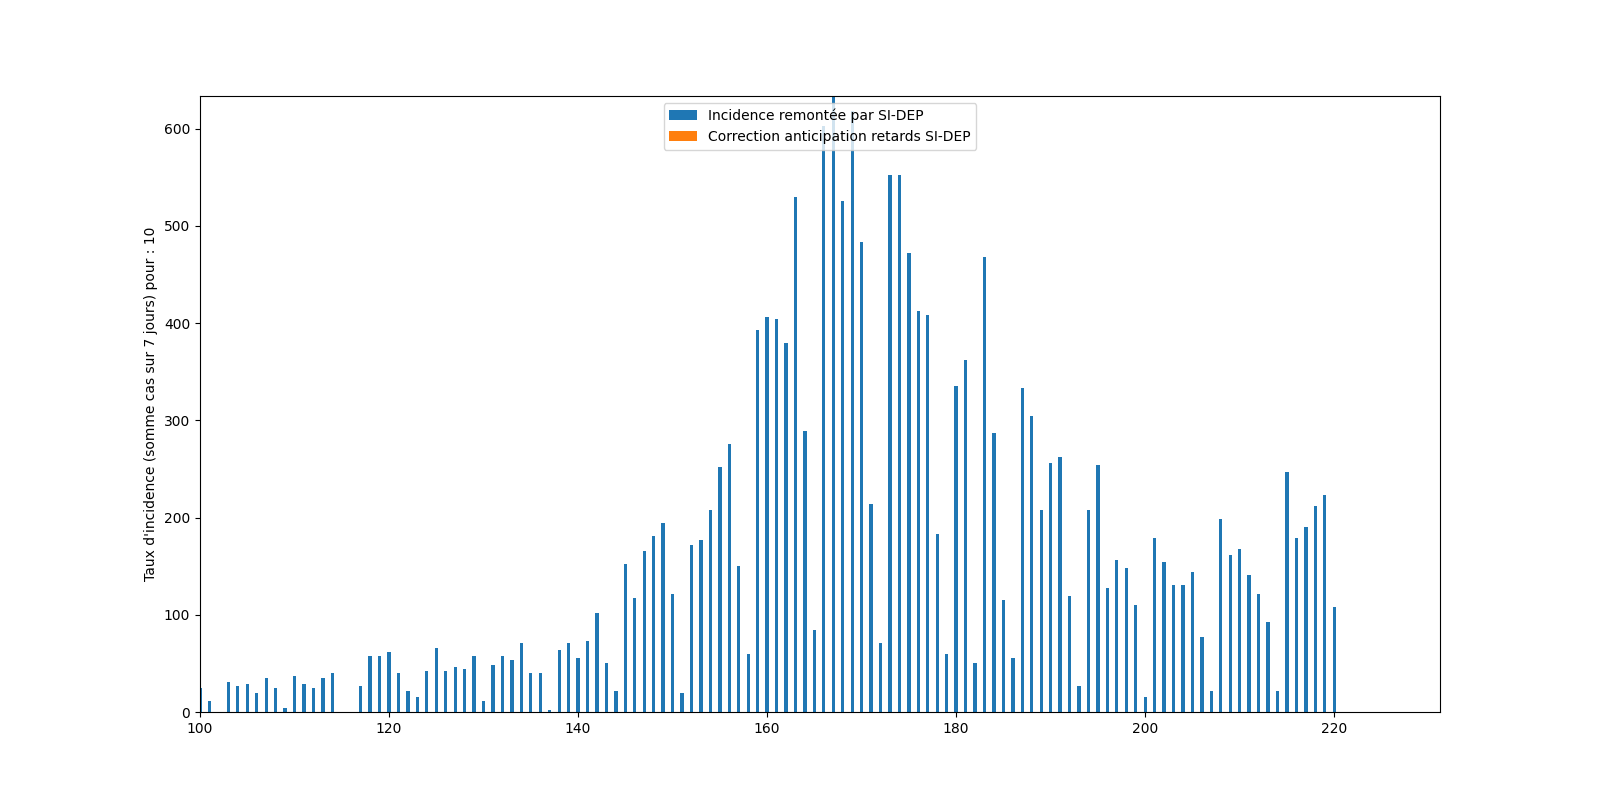 Incidence remontée par SI-DEP
Correction anticipation retards SI-DEP
Taux d'incidence (somme cas sur 7 jours) pour : 10
600
500
400
300
200
100
0
100 120 140 160 180 200 220